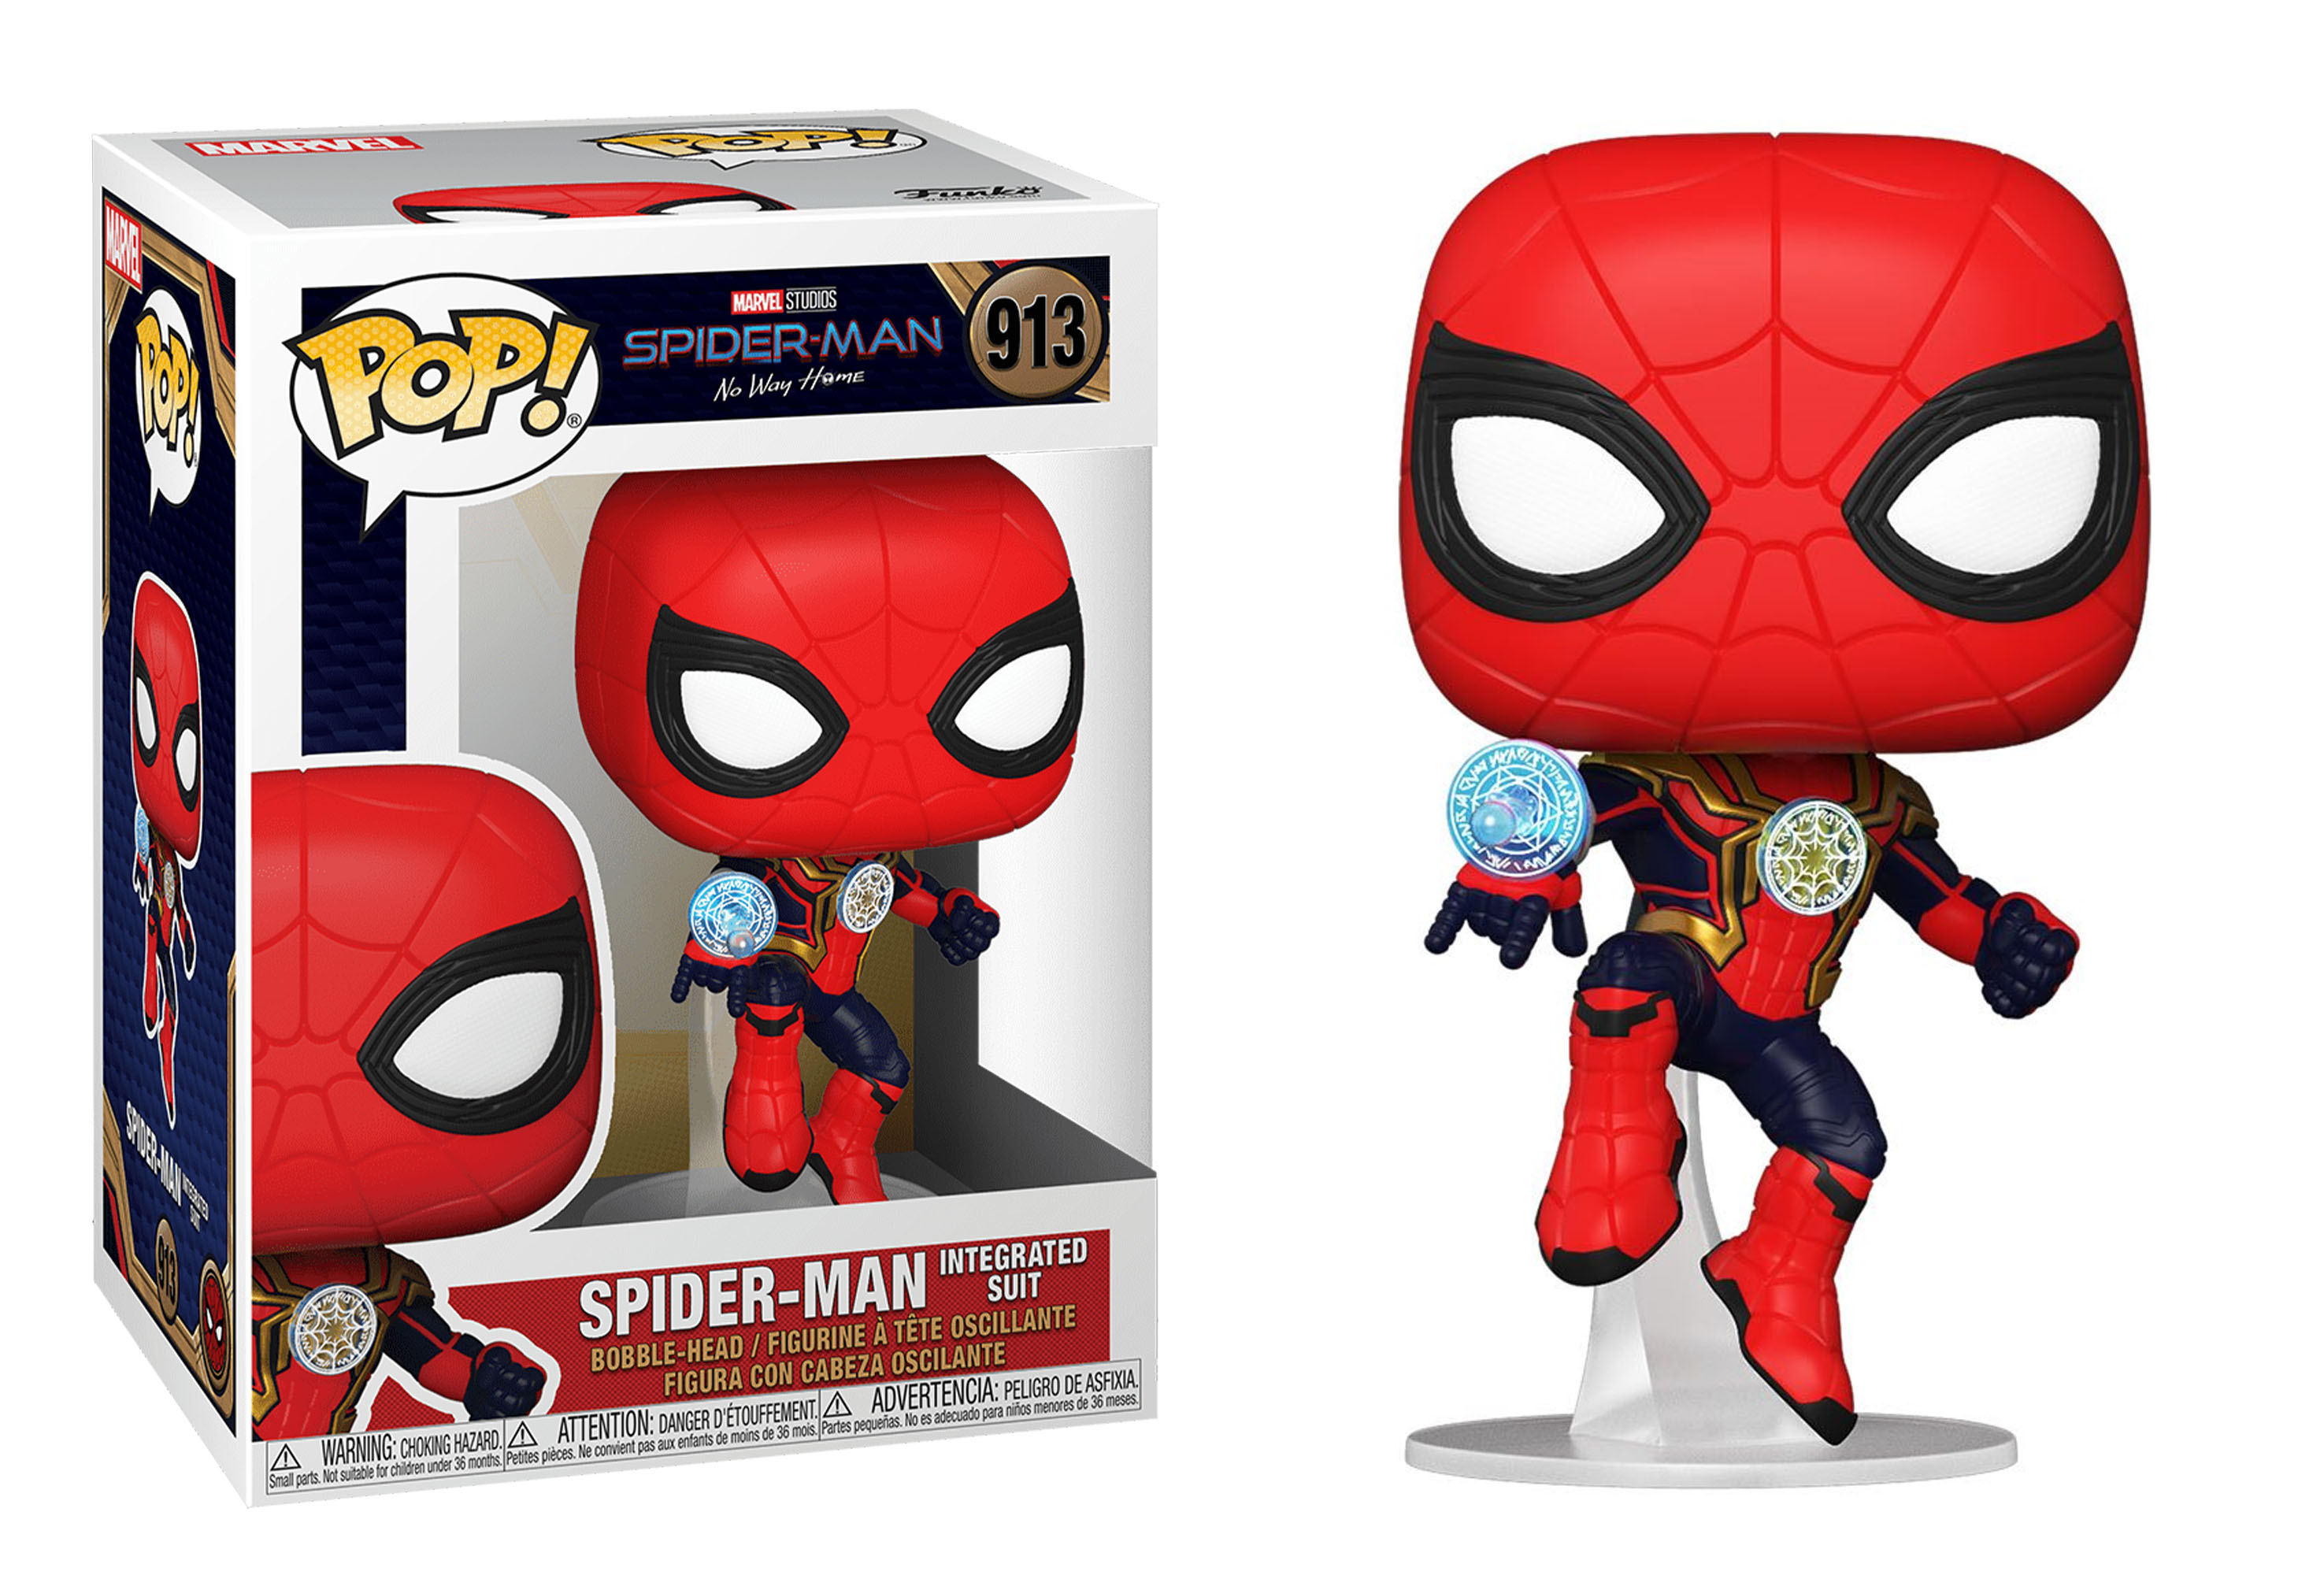 MARVEL
POP!
Funko
MARVEL
POP!
SPIDER-MAN INTEGRATED SUIT
913
POP!®
MARVEL STUDIOS
SPIDER-MAN
No Way Home
913
SPIDER-MAN INTEGRATED
SUIT
BOBBLE-HEAD / FIGURINE À TÊTE OSCILLANTE
FIGURA CON CABEZA OSCILANTE
WARNING: CHOKING HAZARD.
Small parts. Not suitable for children under 36 months.
ATTENTION: DANGER D'ÉTOUFFEMENT.
Petites pièces. Ne convient pas aux enfants de moins de 36 mois.
ADVERTENCIA: PELIGRO DE ASFIXIA.
Partes pequeñas. No es adecuado para niños menores de 36 meses.